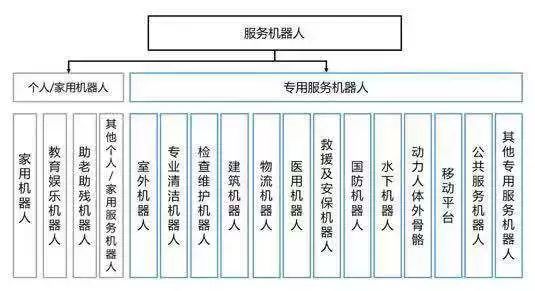 服务机器人
个人/家用机器人
专用服务机器人
家用机器人
教育娱乐机器人
助老助残机器人
其他个人/家用服务机器人
室外机器人
专业清洁机器人
检查维护机器人
建筑机器人
物流机器人
医用机器人
救援及安保机器人
国防机器人
水下机器人
动力人体外骨骼
移动平台
公共服务机器人
其他专用服务机器人